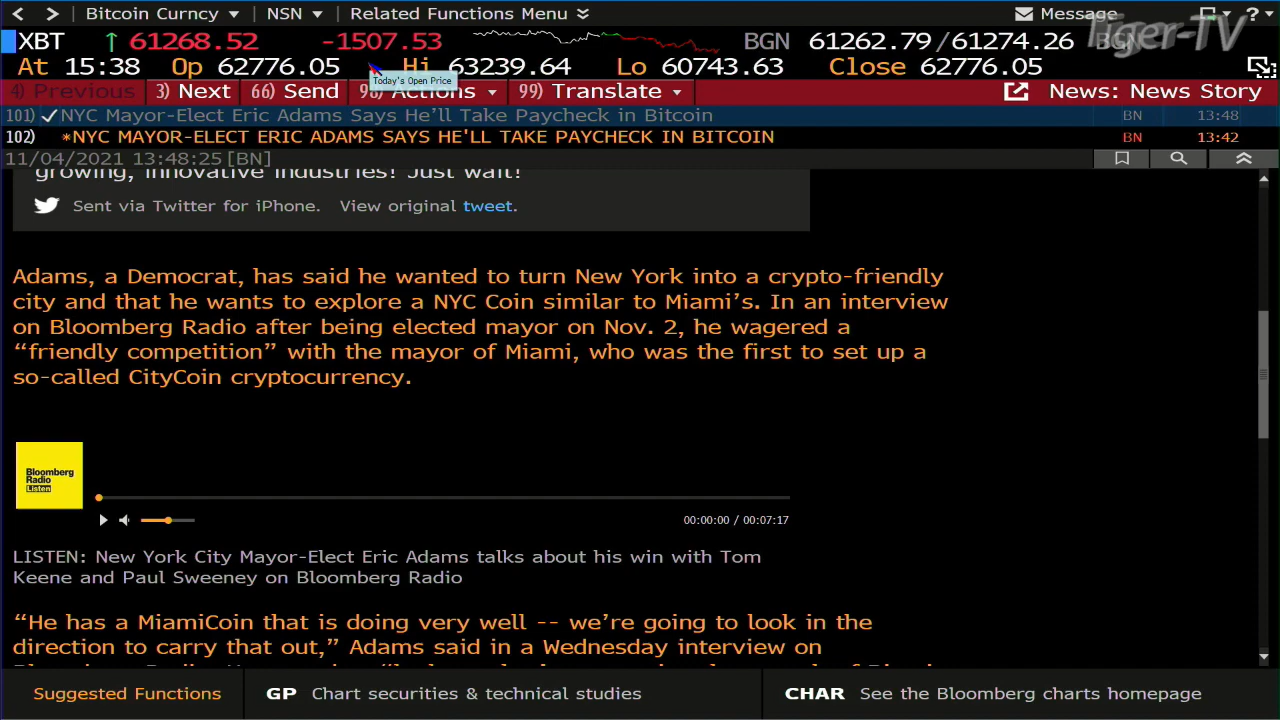 Bitcoin Curncy NSN Related Functions Menu Message ?
Tiger-TV
XBT 61268.52 -1507.53 BGN 61262.79/61274.26 BGN
At 15:38 Op 62776.05 Hi 63239.64 Lo 60743.63 Close 62776.05
Today's Open Price
4) Previous 3) Next 66) Send 98) Actions 99) Translate News: News Story
101) NYC Mayor-Elect Eric Adams Says He'll Take Paycheck in Bitcoin BN 13:48
102) *NYC MAYOR-ELECT ERIC ADAMS SAYS HE'LL TAKE PAYCHECK IN BITCOIN BN 13:42
11/04/2021 13:48:25 [BN]
growing, innovative industries! Just wait!
Sent via Twitter for iPhone. View original tweet.
Adams, a Democrat, has said he wanted to turn New York into a crypto-friendly
city and that he wants to explore a NYC Coin similar to Miami's. In an interview
on Bloomberg Radio after being elected mayor on Nov. 2, he wagered a
“friendly competition” with the mayor of Miami, who was the first to set up a
so-called CityCoin cryptocurrency.
Bloomberg
Radio
Listen
00:00:00 / 00:07:17
LISTEN: New York City Mayor-Elect Eric Adams talks about his win with Tom
Keene and Paul Sweeney on Bloomberg Radio
“He has a MiamiCoin that is doing very well -- we're going to look in the
direction to carry that out,” Adams said in a Wednesday interview on
Suggested Functions GP Chart securities & technical studies CHAR See the Bloomberg charts homepage